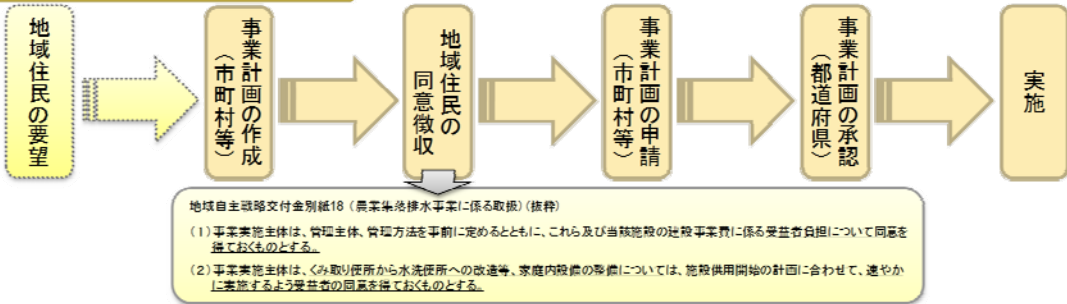 地域住民の要望
事業計画の作成
（市町村等）
地域住民の
同意徴収
事業計画の申請
（市町村等）
事業計画の承認
（都道府県）
実施
地域自主戦略交付金別紙18（農業集落排水事業に係る取扱）（抜粋）
（1）事業実施主体は、管理主体、管理方法を事前に定めるとともに、これら及び当該施設の建設事業費に係る受益者負担について同意を
得ておくものとする。
（2）事業実施主体は、くみ取り便所から水洗便所への改造等、家庭内設備の整備については、施設供用開始の計画に合わせて、速やか
に実施するよう受益者の同意を得ておくものとする。